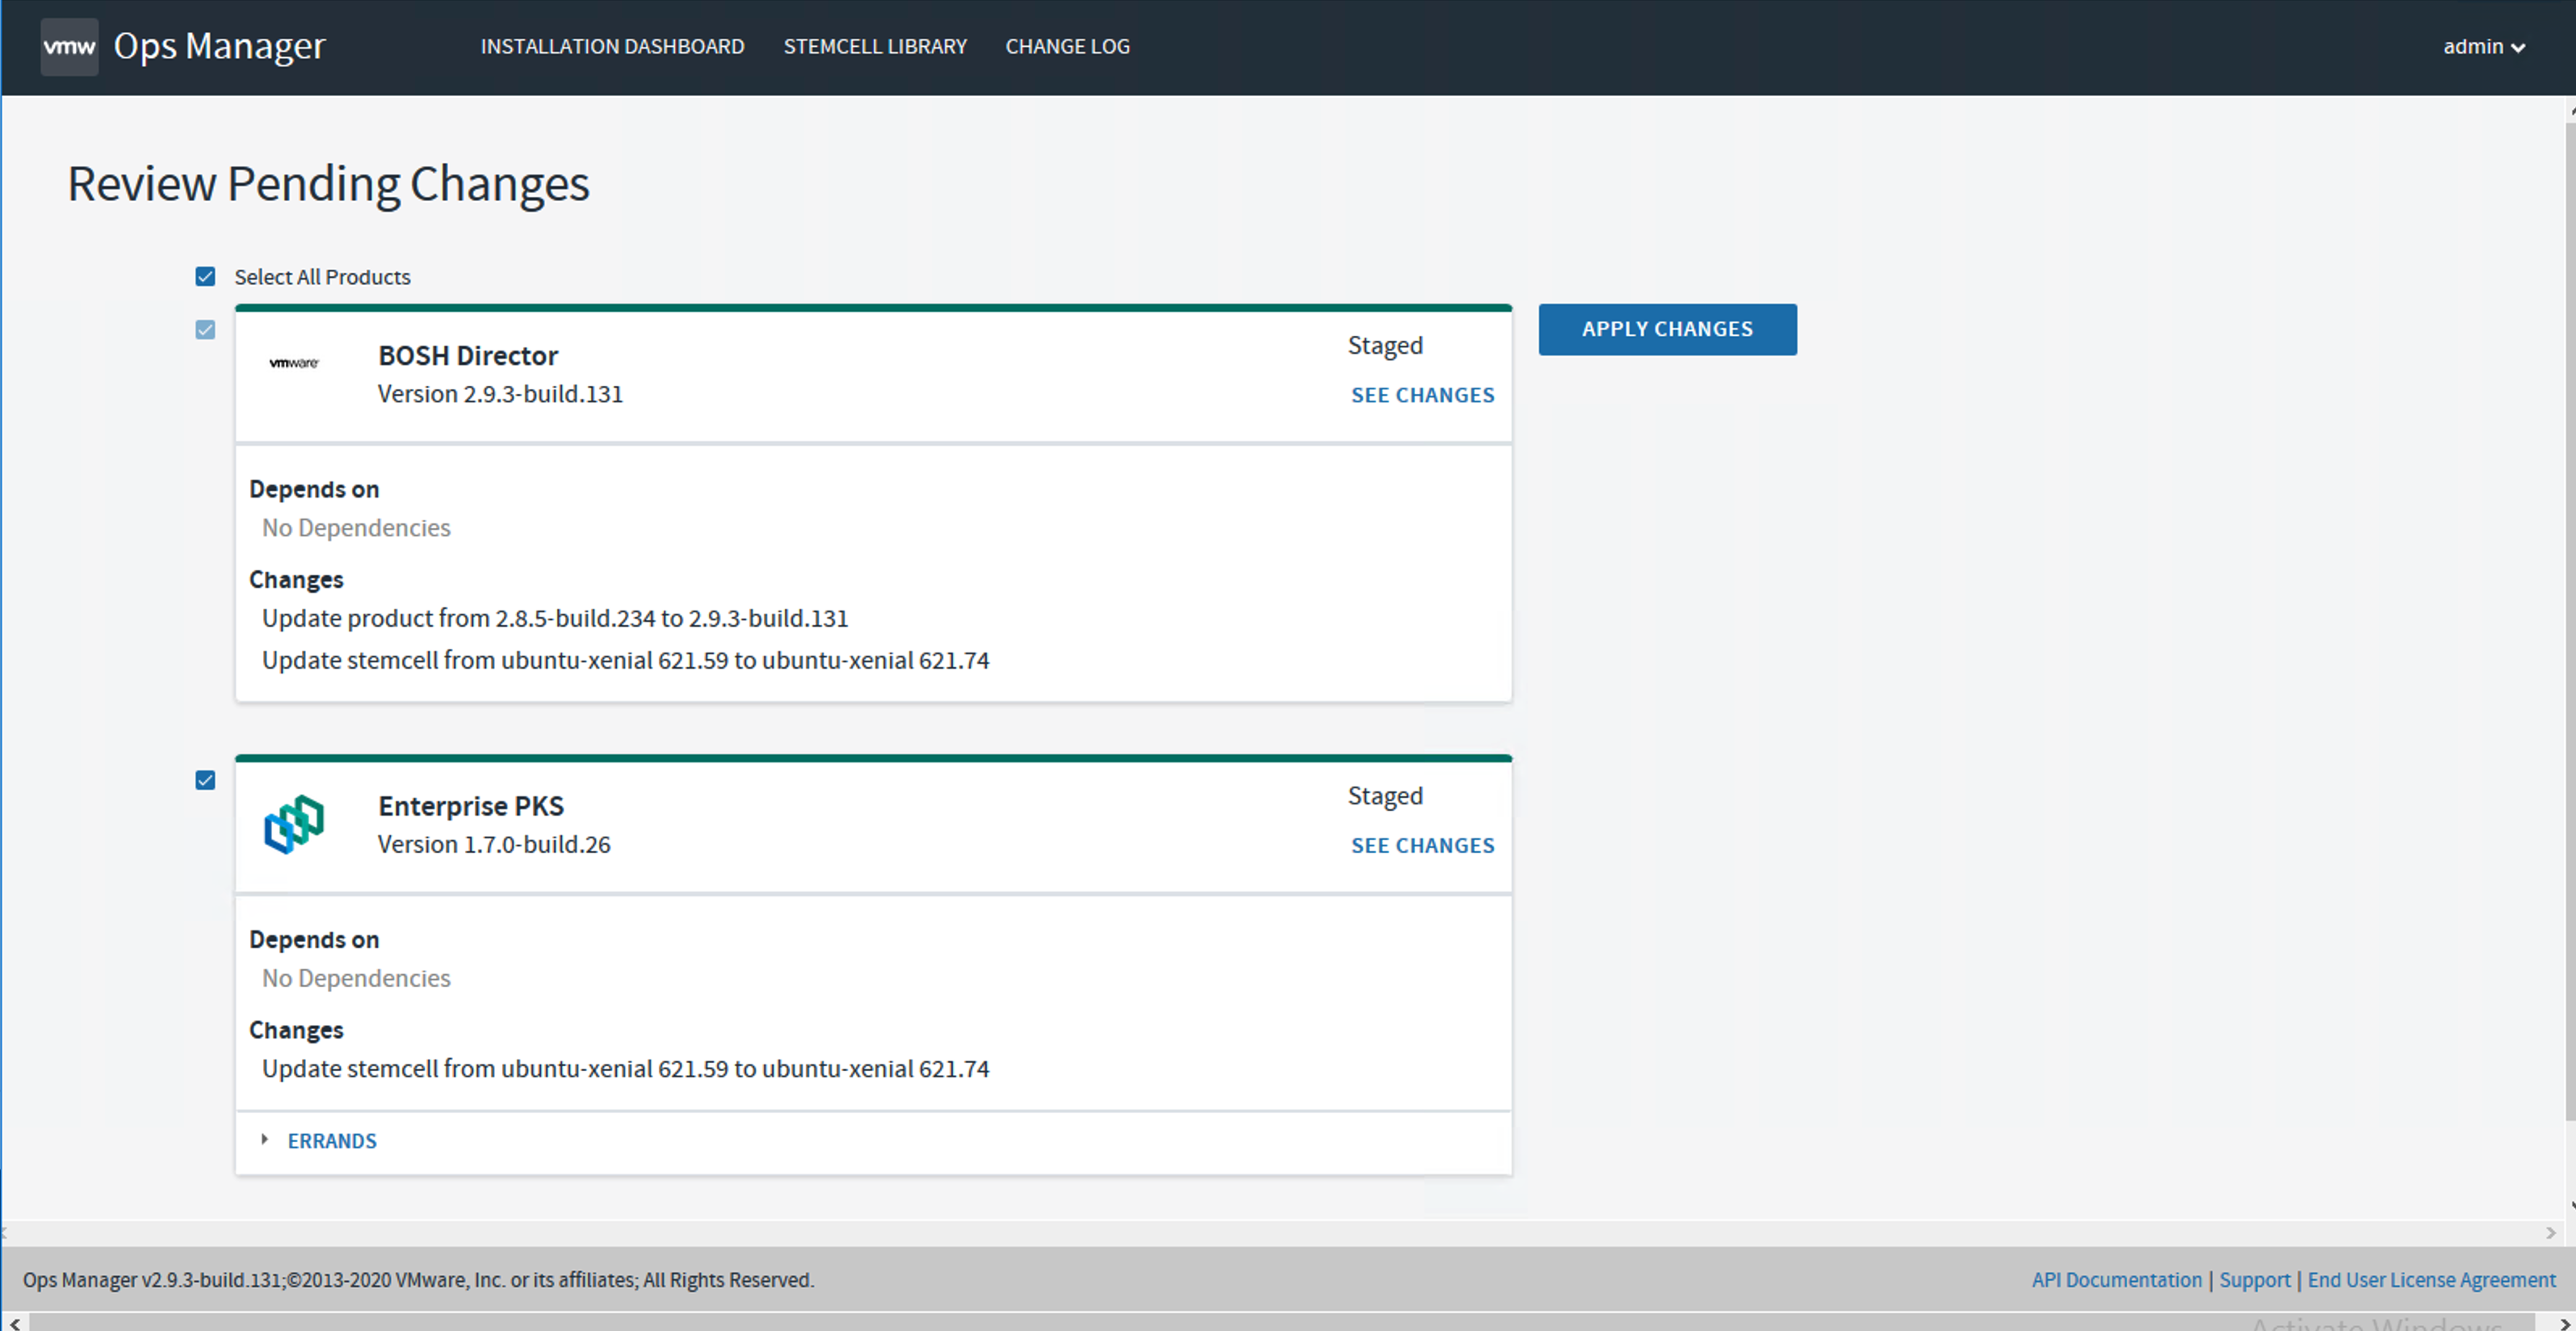 vmw Ops Manager INSTALLATION DASHBOARD STEMCELL LIBRARY CHANGE LOG admin
Review Pending Changes
Select All Products
vmware BOSH Director Staged APPLY CHANGES
Version 2.9.3-build.131 SEE CHANGES
Depends on
No Dependencies
Changes
Update product from 2.8.5-build.234 to 2.9.3-build.131
Update stemcell from ubuntu-xenial 621.59 to ubuntu-xenial 621.74
Enterprise PKS Staged
Version 1.7.0-build.26 SEE CHANGES
Depends on
No Dependencies
Changes
Update stemcell from ubuntu-xenial 621.59 to ubuntu-xenial 621.74
ERRANDS
Ops Manager v2.9.3-build.131;©2013-2020 VMware, Inc. or its affiliates; All Rights Reserved. API Documentation | Support | End User License Agreement
Activate Windows